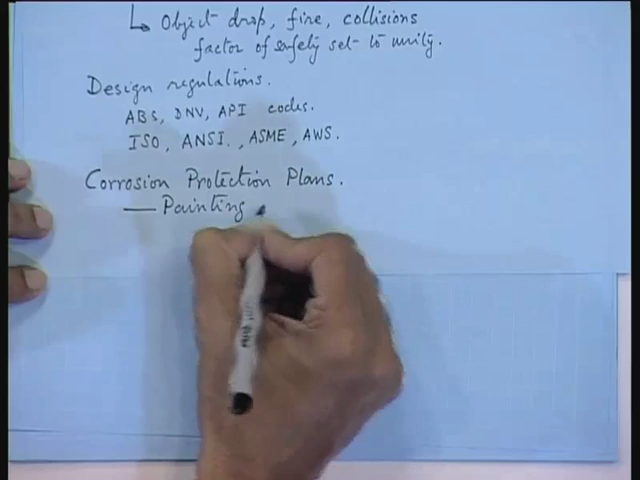 ↳ Object drop, fire, collisions
factor of safety set to unity.
Design regulations.
ABS, DNV, API codes.
ISO, ANSI., ASME, AWS.
Corrosion Protection Plans.
— Painting